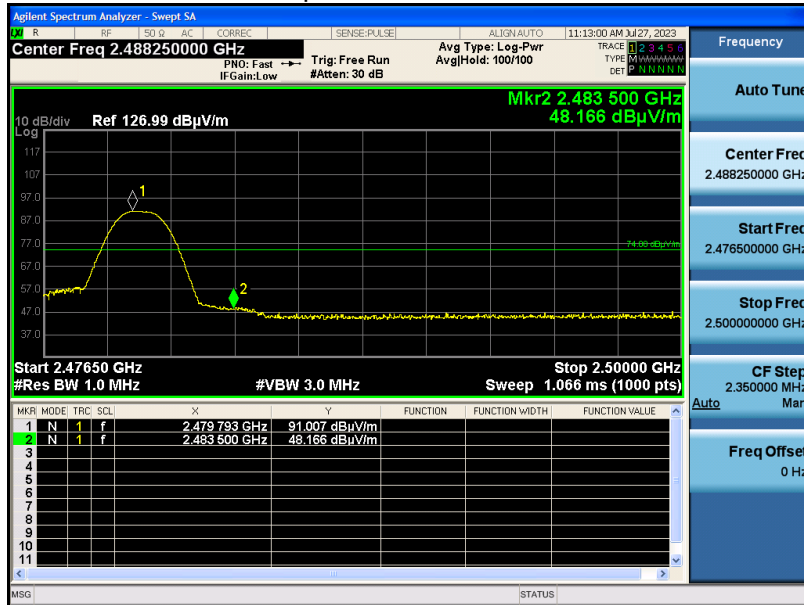 Agilent Spectrum Analyzer - Swept SA
LXI R RF 50 Ω AC CORREC SENSE:PULSE ALIGN AUTO 11:13:00 AM Jul 27, 2023
Center Freq 2.488250000 GHz
PNO: Fast
IFGain:Low
Trig: Free Run
#Atten: 30 dB
Avg Type: Log-Pwr
Avg|Hold: 100/100
TRACE 1 2 3 4 5 6
TYPE M WWWWW
DET P N N N N N
Mkr2 2.483 500 GHz
48.166 dBµV/m
10 dB/div Ref 126.99 dBµV/m
Log
117
107
97.0
87.0
77.0
67.0
57.0
47.0
37.0
1
2
74.00 dBµV/m
Start 2.47650 GHz Stop 2.50000 GHz
#Res BW 1.0 MHz #VBW 3.0 MHz Sweep 1.066 ms (1000 pts)
MKR MODE TRC SCL X Y FUNCTION FUNCTION WIDTH FUNCTION VALUE
1 N 1 f 2.479 793 GHz 91.007 dBµV/m
2 N 1 f 2.483 500 GHz 48.166 dBµV/m
3
4
5
6
7
8
9
10
11
MSG STATUS
Frequency
Auto Tune
Center Freq
2.488250000 GHz
Start Freq
2.476500000 GHz
Stop Freq
2.500000000 GHz
CF Step
2.350000 MHz
Auto Man
Freq Offset
0 Hz